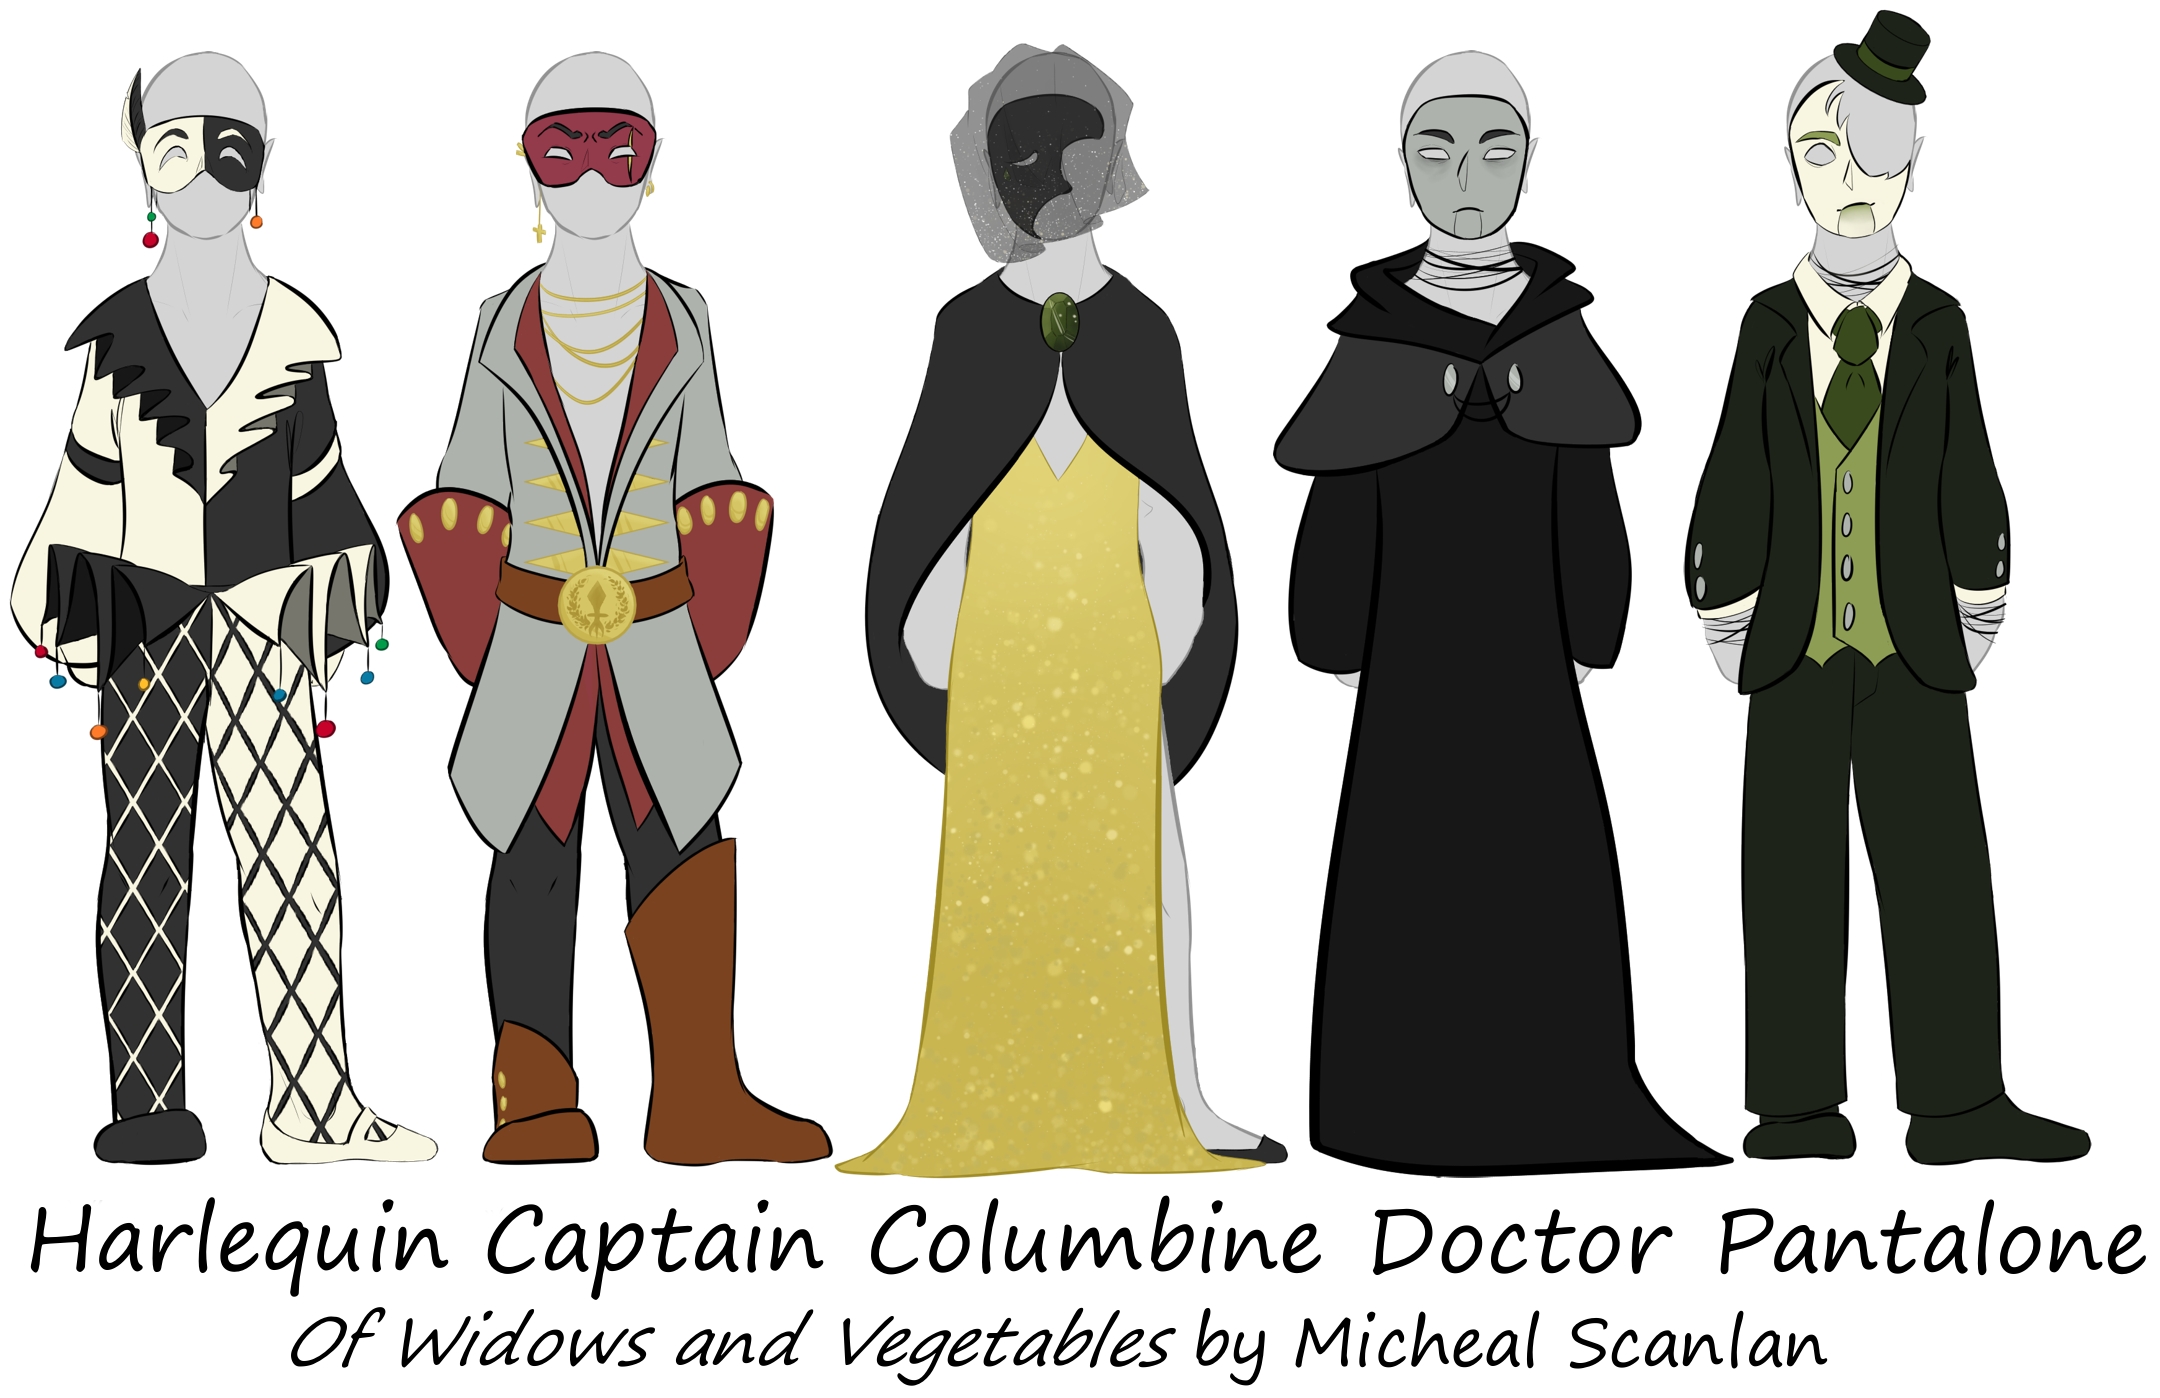 Harlequin Captain Columbine Doctor Pantalone
Of Widows and Vegetables by Micheal Scanlan